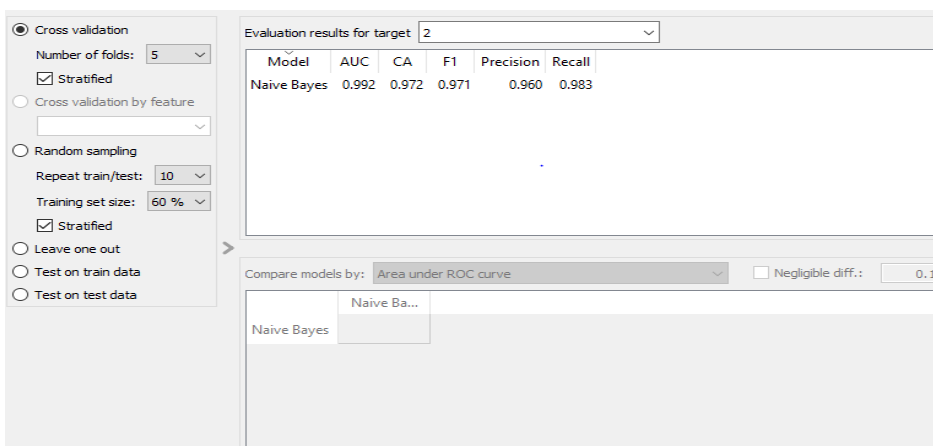 Cross validation
Number of folds: 5
Stratified
Cross validation by feature
Random sampling
Repeat train/test: 10
Training set size: 60 %
Stratified
Leave one out
Test on train data
Test on test data
>
Evaluation results for target 2
Model AUC CA F1 Precision Recall
Naive Bayes 0.992 0.972 0.971 0.960 0.983
Compare models by: Area under ROC curve Negligible diff.: 0.1
Naive Ba...
Naive Bayes